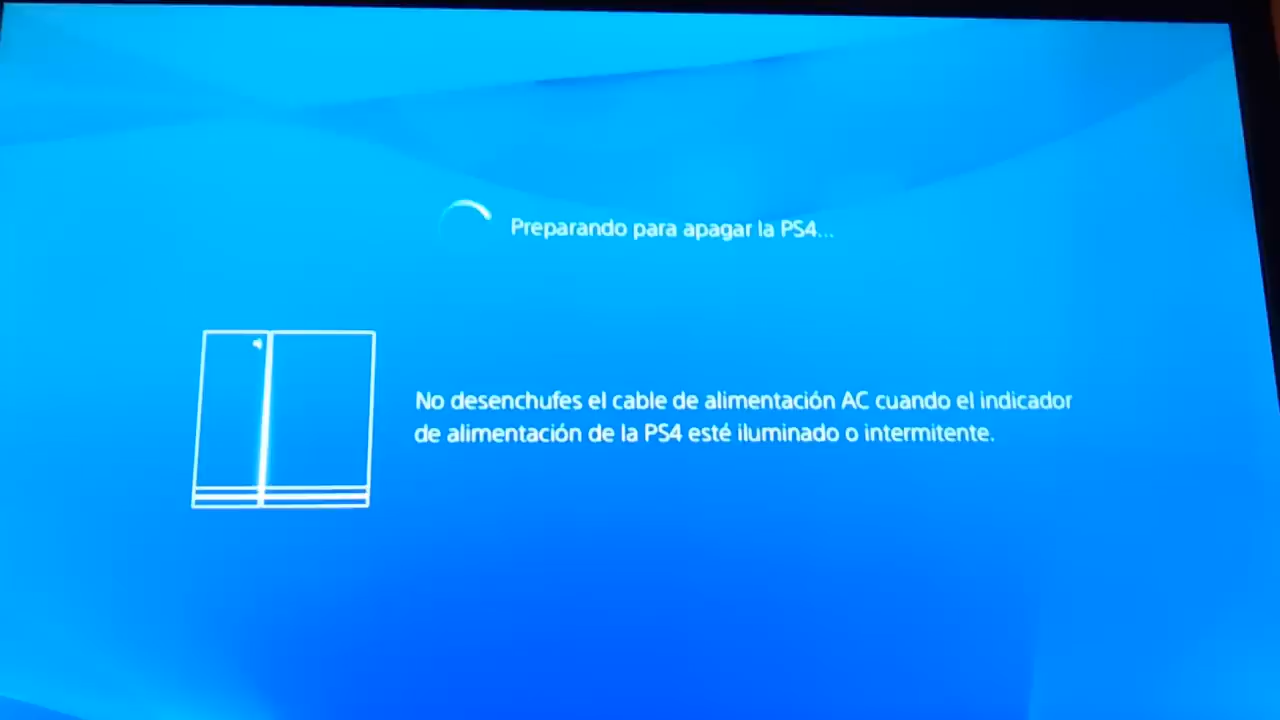 Preparando para apagar la PS4...
No desenchufes el cable de alimentación AC cuando el indicador
de alimentación de la PS4 esté iluminado o intermitente.